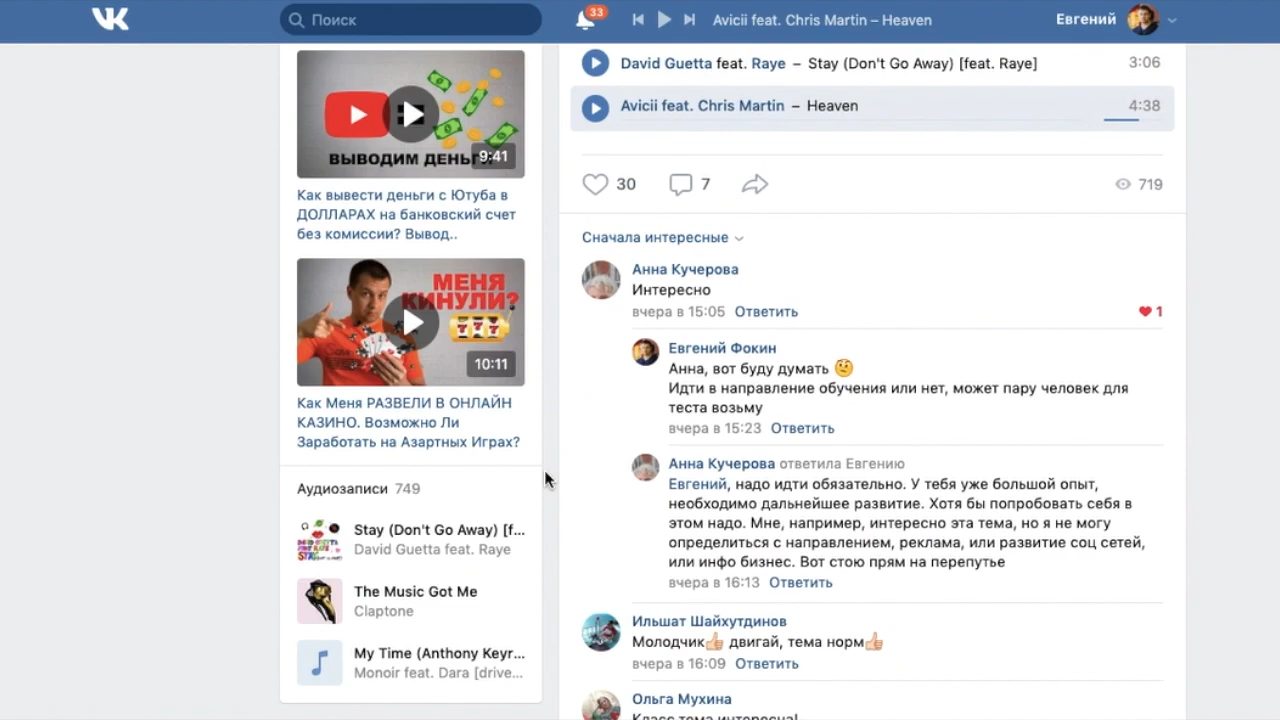 Поиск
33
Avicii feat. Chris Martin – Heaven
Евгений
ВЫВОДИМ ДЕНЬГИ
9:41
Как вывести деньги с Ютуба в
ДОЛЛАРАХ на банковский счет
без комиссии? Вывод..
МЕНЯ
КИНУЛИ?
777
10:11
Как Меня РАЗВЕЛИ В ОНЛАЙН
КАЗИНО. Возможно Ли
Заработать на Азартных Играх?
Аудиозаписи 749
Stay (Don't Go Away) [f...
David Guetta feat. Raye
The Music Got Me
Claptone
My Time (Anthony Keyr...
Monoir feat. Dara [drive...
David Guetta feat. Raye – Stay (Don't Go Away) [feat. Raye] 3:06
Avicii feat. Chris Martin – Heaven 4:38
30 7 719
Сначала интересные
Анна Кучерова
Интересно
вчера в 15:05 Ответить 1
Евгений Фокин
Анна, вот буду думать 🤨
Идти в направление обучения или нет, может пару человек для
теста возьму
вчера в 15:23 Ответить
Анна Кучерова ответила Евгению
Евгений, надо идти обязательно. У тебя уже большой опыт,
необходимо дальнейшее развитие. Хотя бы попробовать себя в
этом надо. Мне, например, интересно эта тема, но я не могу
определиться с направлением, реклама, или развитие соц сетей,
или инфо бизнес. Вот стою прям на перепутье
вчера в 16:13 Ответить
Ильшат Шайхутдинов
Молодчик👍 двигай, тема норм👍
вчера в 16:09 Ответить
Ольга Мухина
Класс тема интересна!